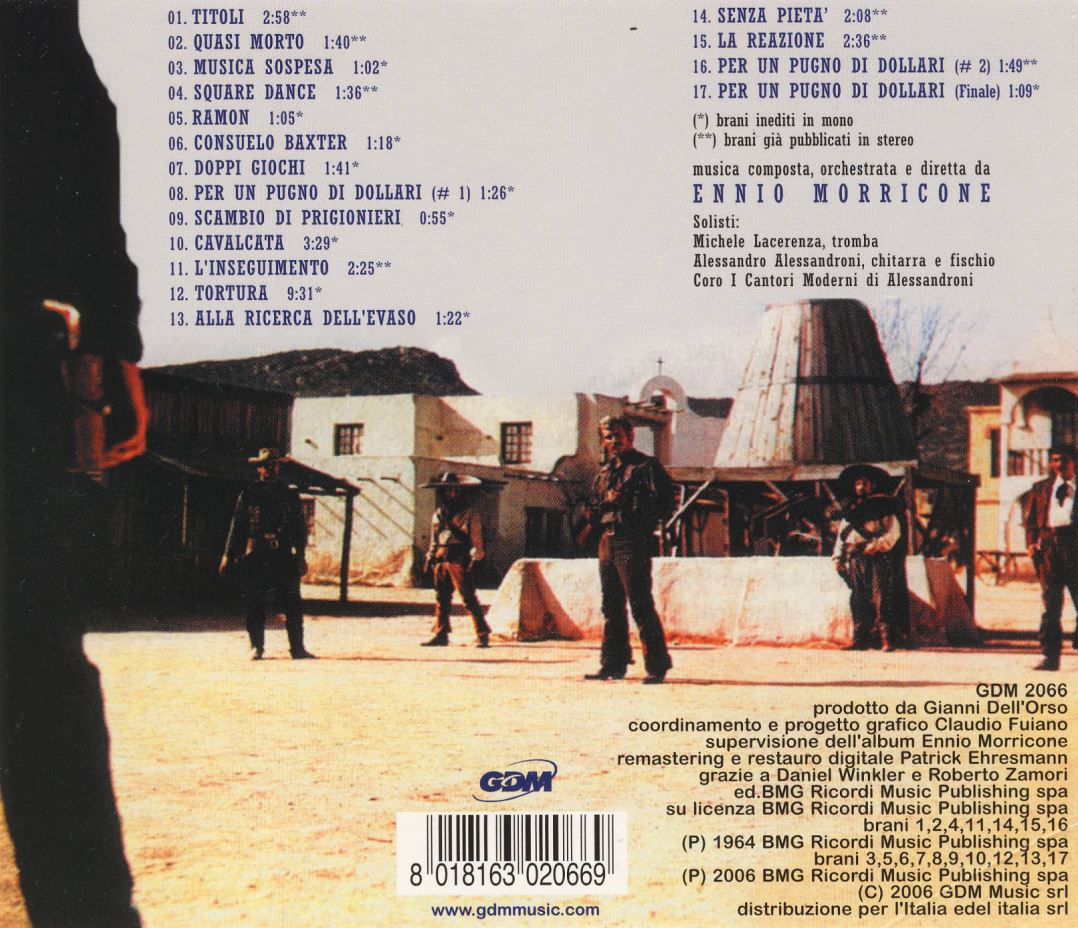 01. TITOLI 2:58**
02. QUASI MORTO 1:40**
03. MUSICA SOSPESA 1:02*
04. SQUARE DANCE 1:36**
05. RAMON 1:05*
06. CONSUELO BAXTER 1:18*
07. DOPPI GIOCHI 1:41*
08. PER UN PUGNO DI DOLLARI (# 1) 1:26*
09. SCAMBIO DI PRIGIONIERI 0:55*
10. CAVALCATA 3:29*
11. L'INSEGUIMENTO 2:25**
12. TORTURA 9:31*
13. ALLA RICERCA DELL'EVASO 1:22*
14. SENZA PIETA' 2:08**
15. LA REAZIONE 2:36**
16. PER UN PUGNO DI DOLLARI (# 2) 1:49**
17. PER UN PUGNO DI DOLLARI (Finale) 1:09*
(*) brani inediti in mono
(**) brani già pubblicati in stereo
musica composta, orchestrata e diretta da
ENNIO MORRICONE
Solisti:
Michele Lacerenza, tromba
Alessandro Alessandroni, chitarra e fischio
Coro I Cantori Moderni di Alessandroni
GDM 2066
prodotto da Gianni Dell'Orso
coordinamento e progetto grafico Claudio Fuiano
supervisione dell'album Ennio Morricone
remastering e restauro digitale Patrick Ehresmann
grazie a Daniel Winkler e Roberto Zamori
ed.BMG Ricordi Music Publishing spa
su licenza BMG Ricordi Music Publishing spa
brani 1,2,4,11,14,15,16
(P) 1964 BMG Ricordi Music Publishing spa
brani 3,5,6,7,8,9,10,12,13,17
(P) 2006 BMG Ricordi Music Publishing spa
(C) 2006 GDM Music srl
distribuzione per l'Italia edel italia srl
GDM
8 018163 020669
www.gdmmusic.com